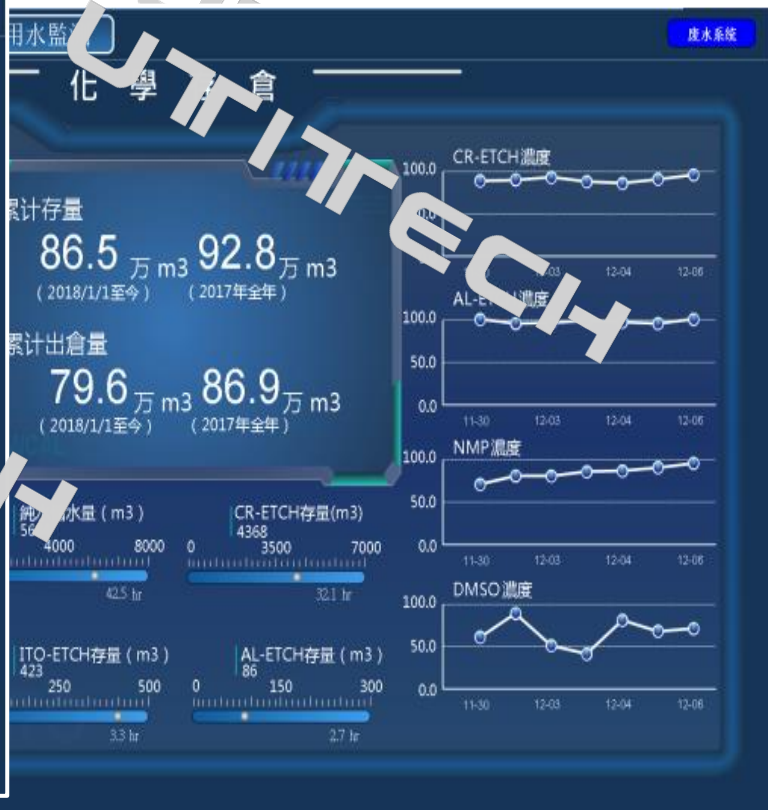 用水監
废水系统
化 學 倉
UTITECH
累计存量
86.5 万 m3 92.8 万 m3
(2018/1/1至今) (2017年全年)
累计出倉量
79.6 万 m3 86.9 万 m3
(2018/1/1至今) (2017年全年)
水量(m3)
4000 8000
42.5 hr
CR-ETCH存量(m3)
4368
0 3500 7000
32.1 hr
ITO-ETCH存量(m3)
423
250 500
3.3 hr
AL-ETCH存量(m3)
86
0 150 300
2.7 hr
CR-ETCH濃度
100.0
12-04 12-06
濃度
100.0
50.0
0.0
11-30 12-03 12-04 12-06
NMP濃度
100.0
50.0
0.0
11-30 12-03 12-04 12-06
DMSO濃度
100.0
50.0
0.0
11-30 12-03 12-04 12-06
H